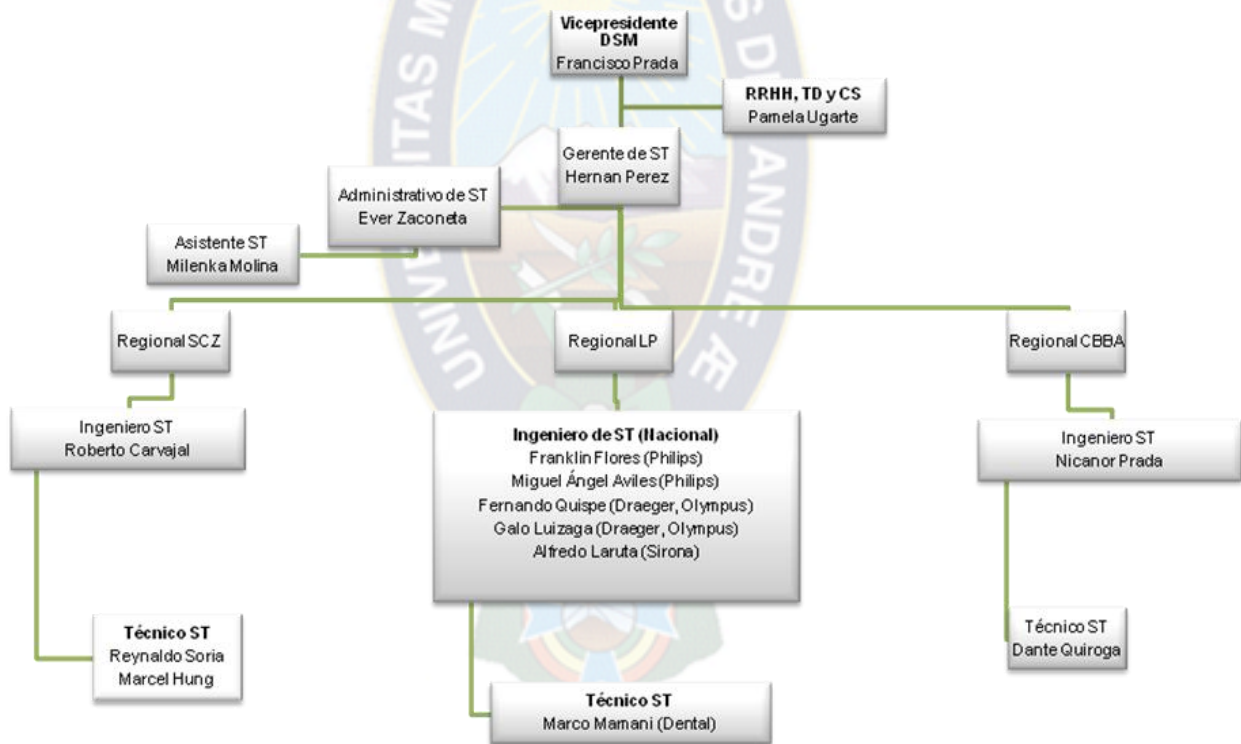 Vicepresidente
DSM
Francisco Prada
RRHH, TD y CS
Pamela Ugarte
Gerente de ST
Hernan Perez
Administrativo de ST
Ever Zaconeta
Asistente ST
Milenka Molina
Regional SCZ
Regional LP
Regional CBBA
Ingeniero ST
Roberto Carvajal
Ingeniero de ST (Nacional)
Franklin Flores (Philips)
Miguel Ángel Aviles (Philips)
Fernando Quispe (Draeger, Olympus)
Galo Luizaga (Draeger, Olympus)
Alfredo Laruta (Sirona)
Ingeniero ST
Nicanor Prada
Técnico ST
Reynaldo Soria
Marcel Hung
Técnico ST
Marco Mamani (Dental)
Técnico ST
Dante Quiroga